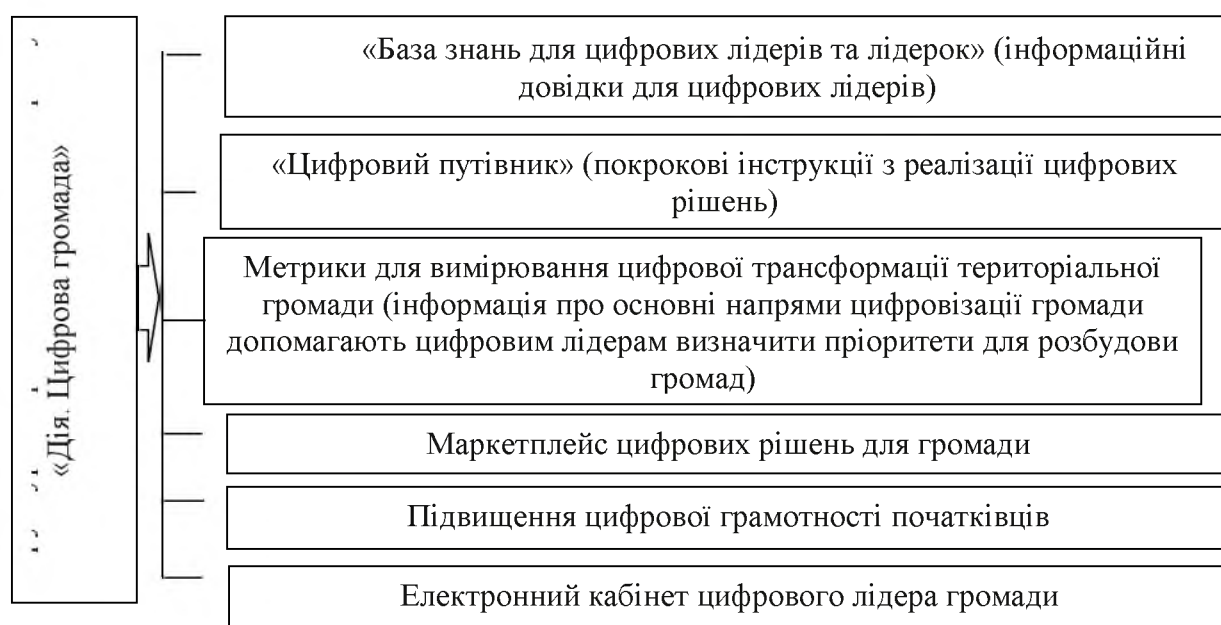 «Дія. Цифрова громада»
«База знань для цифрових лідерів та лідерок» (інформаційні
довідки для цифрових лідерів)
«Цифровий путівник» (покрокові інструкції з реалізації цифрових
рішень)
Метрики для вимірювання цифрової трансформації територіальної
громади (інформація про основні напрями цифровізації громади
допомагають цифровим лідерам визначити пріоритети для розбудови
громад)
Маркетплейс цифрових рішень для громади
Підвищення цифрової грамотності початківців
Електронний кабінет цифрового лідера громади